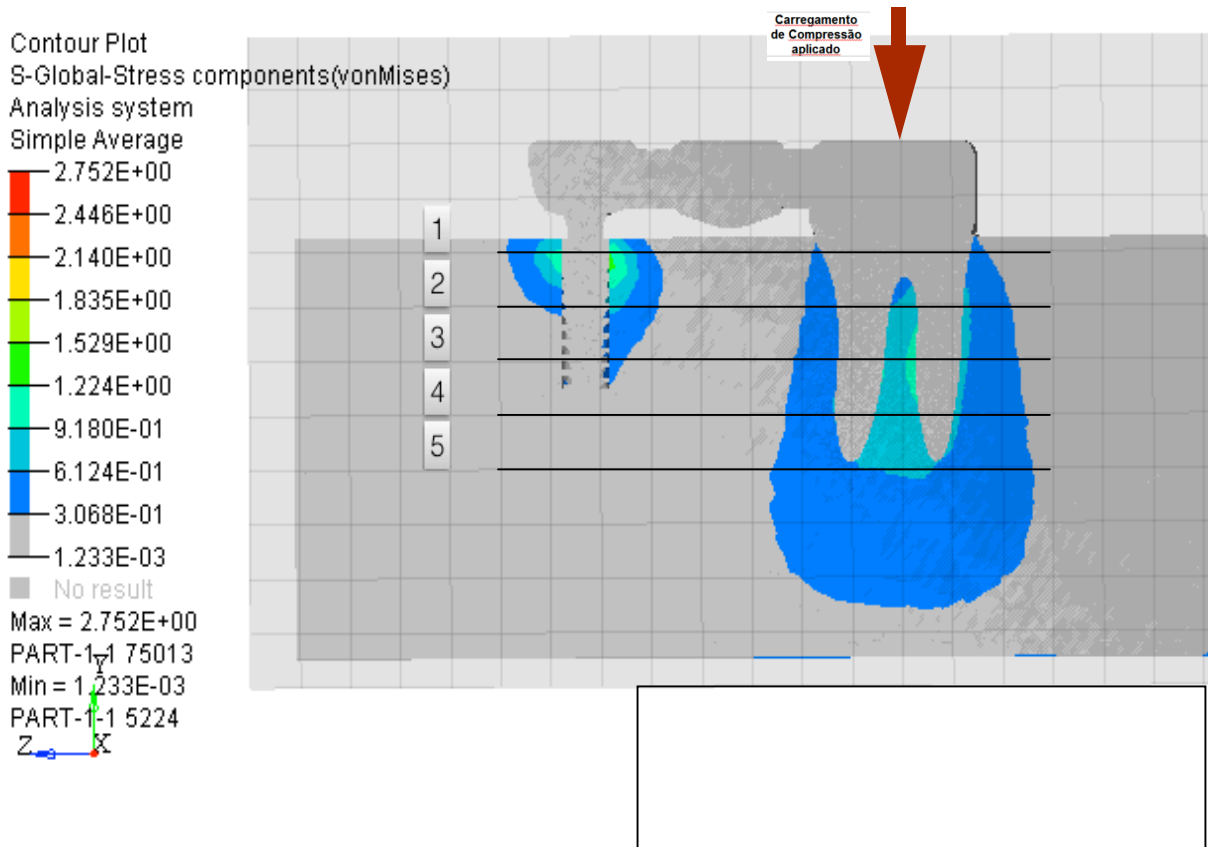 Carregamento
de Compressão
aplicado
Contour Plot
S-Global-Stress components(vonMises)
Analysis system
Simple Average
2.752E+00
2.446E+00
2.140E+00
1.835E+00
1.529E+00
1.224E+00
9.180E-01
6.124E-01
3.068E-01
1.233E-03
No result
Max = 2.752E+00
PART-1-1 75013
Min = 1.233E-03
PART-1-1 5224
Y
Z
X
1
2
3
4
5